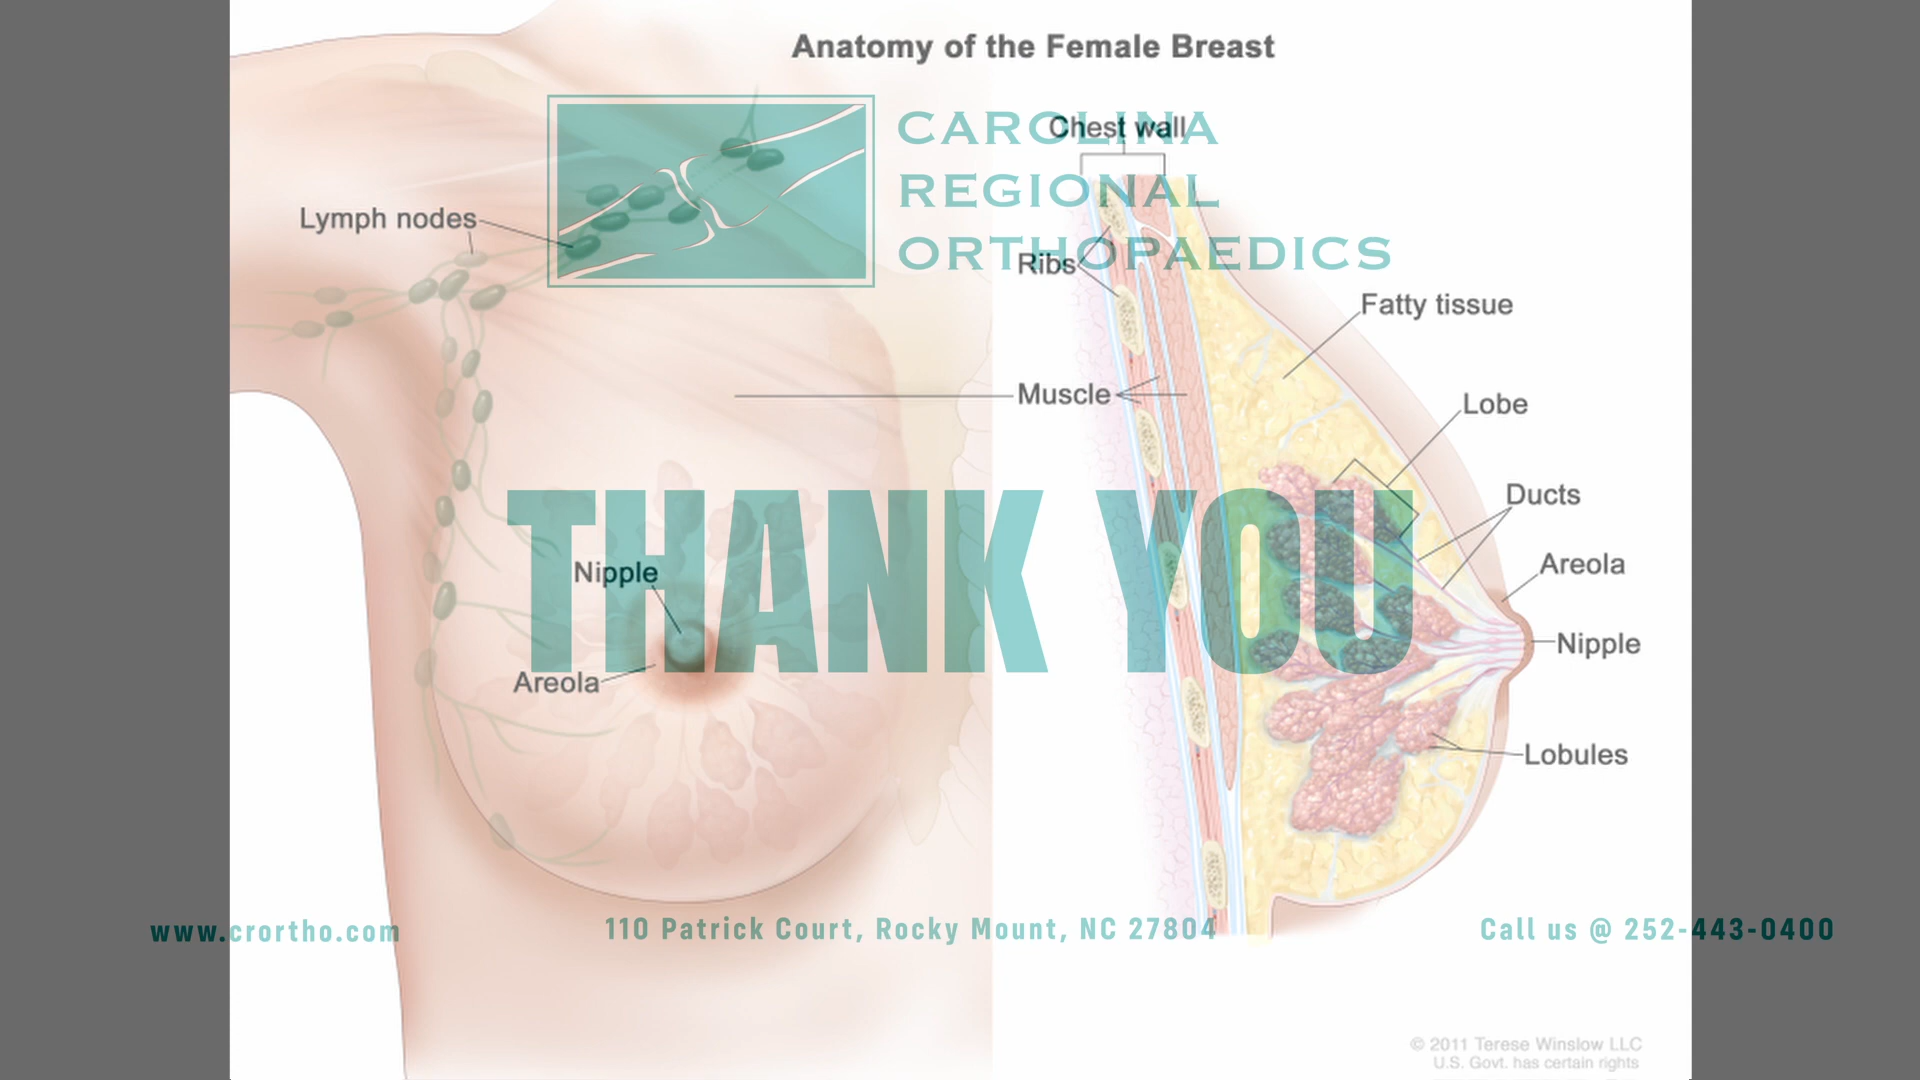 Anatomy of the Female Breast
CAROLINA
REGIONAL
ORTHOPAEDICS
Chest wall
Lymph nodes
Ribs
Fatty tissue
Muscle
Lobe
Ducts
THANK YOU
Areola
Nipple
Nipple
Areola
Lobules
www.crortho.com
110 Patrick Court, Rocky Mount, NC 27804
Call us @ 252-443-0400
© 2011 Terese Winslow LLC
U.S. Govt. has certain rights